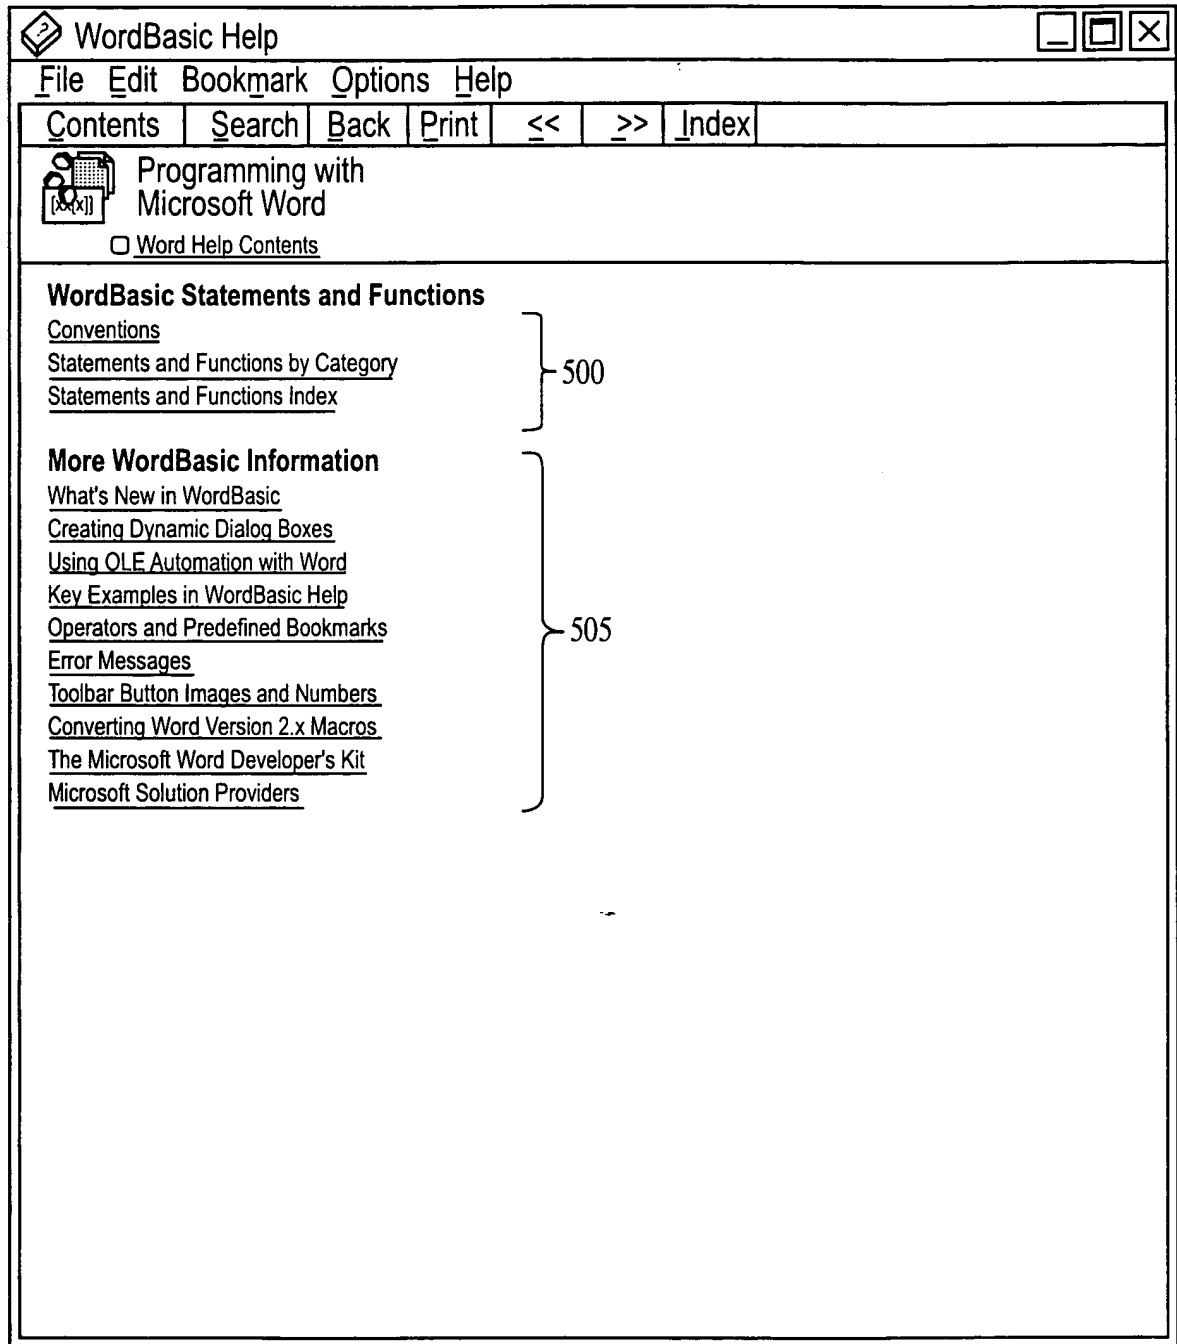 WordBasic Help
File Edit Bookmark Options Help
Contents Search Back Print << >> Index
[xx[x]]
Programming with
Microsoft Word
Word Help Contents
WordBasic Statements and Functions
Conventions
Statements and Functions by Category
Statements and Functions Index
500
More WordBasic Information
What's New in WordBasic
Creating Dynamic Dialog Boxes
Using OLE Automation with Word
Key Examples in WordBasic Help
Operators and Predefined Bookmarks
505
Error Messages
Toolbar Button Images and Numbers
Converting Word Version 2.x Macros
The Microsoft Word Developer's Kit
Microsoft Solution Providers